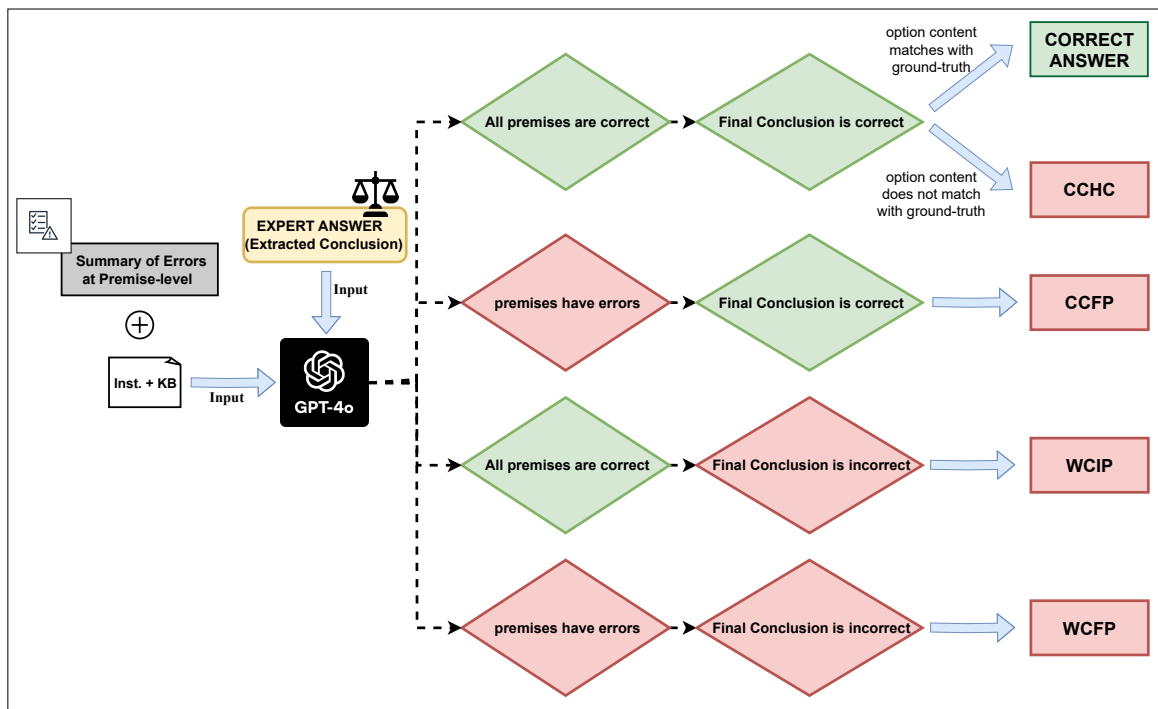 option content
matches with
ground-truth
CORRECT
ANSWER
All premises are correct
Final Conclusion is correct
option content
does not match
with ground-truth
CCHC
EXPERT ANSWER
(Extracted Conclusion)
Summary of Errors
at Premise-level
Input
premises have errors
Final Conclusion is correct
CCFP
Inst. + KB
Input
GPT-4o
All premises are correct
Final Conclusion is incorrect
WCIP
premises have errors
Final Conclusion is incorrect
WCFP